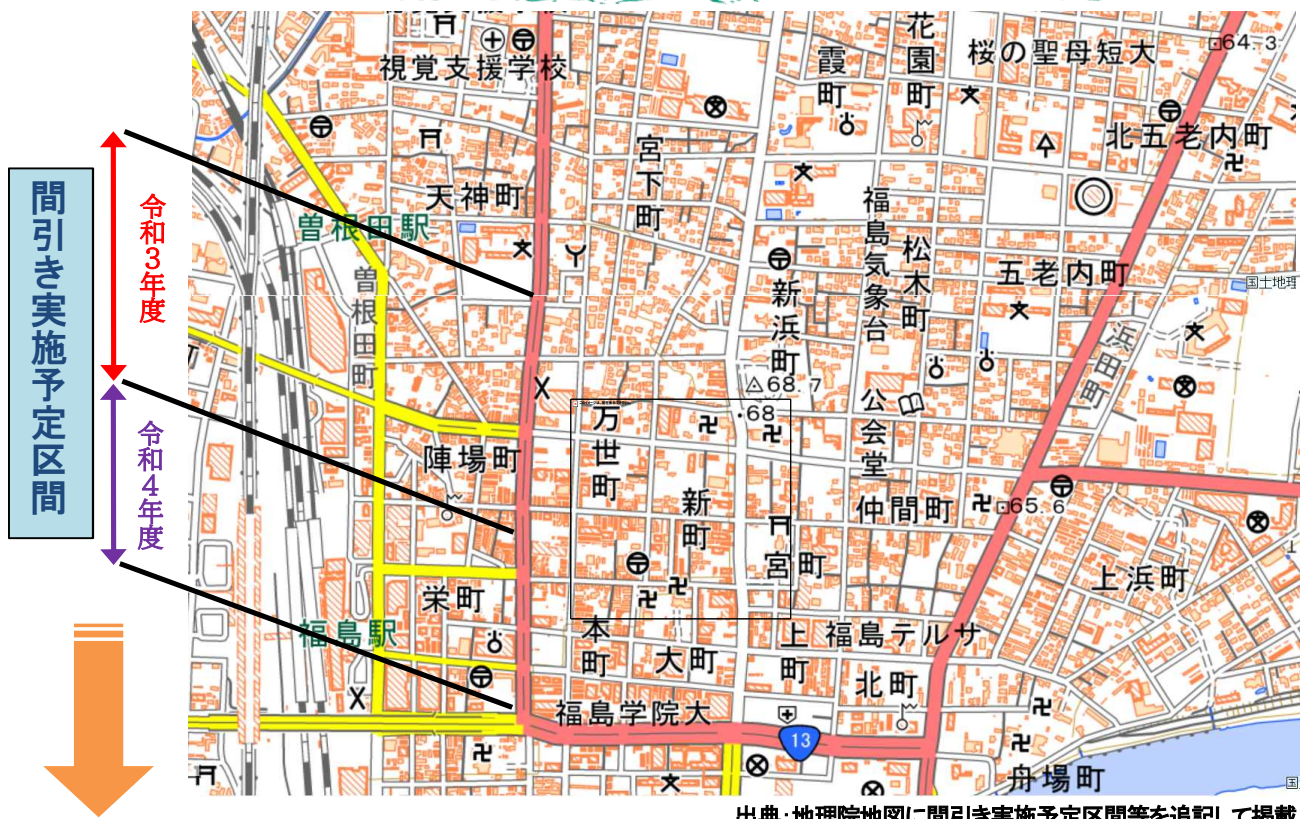 間引き実施予定区間
令和3年度
令和4年度
視覚支援学校
霞町
花園町
桜の聖母短大
64.3
北五老内町
宮下町
天神町
曽根田駅
曽根田町
福島気象台
松木町
五老内町
新浜町
国土地理
浜田町
68.7
68
万世町
公会堂
陣場町
新町
仲間町
65.6
宮町
上浜町
栄町
福島駅
本町
大町
上町
福島テルサ
北町
福島学院大
13
舟場町
国
出典:地理院地図に間引き実施予定区間等を追記して掲載